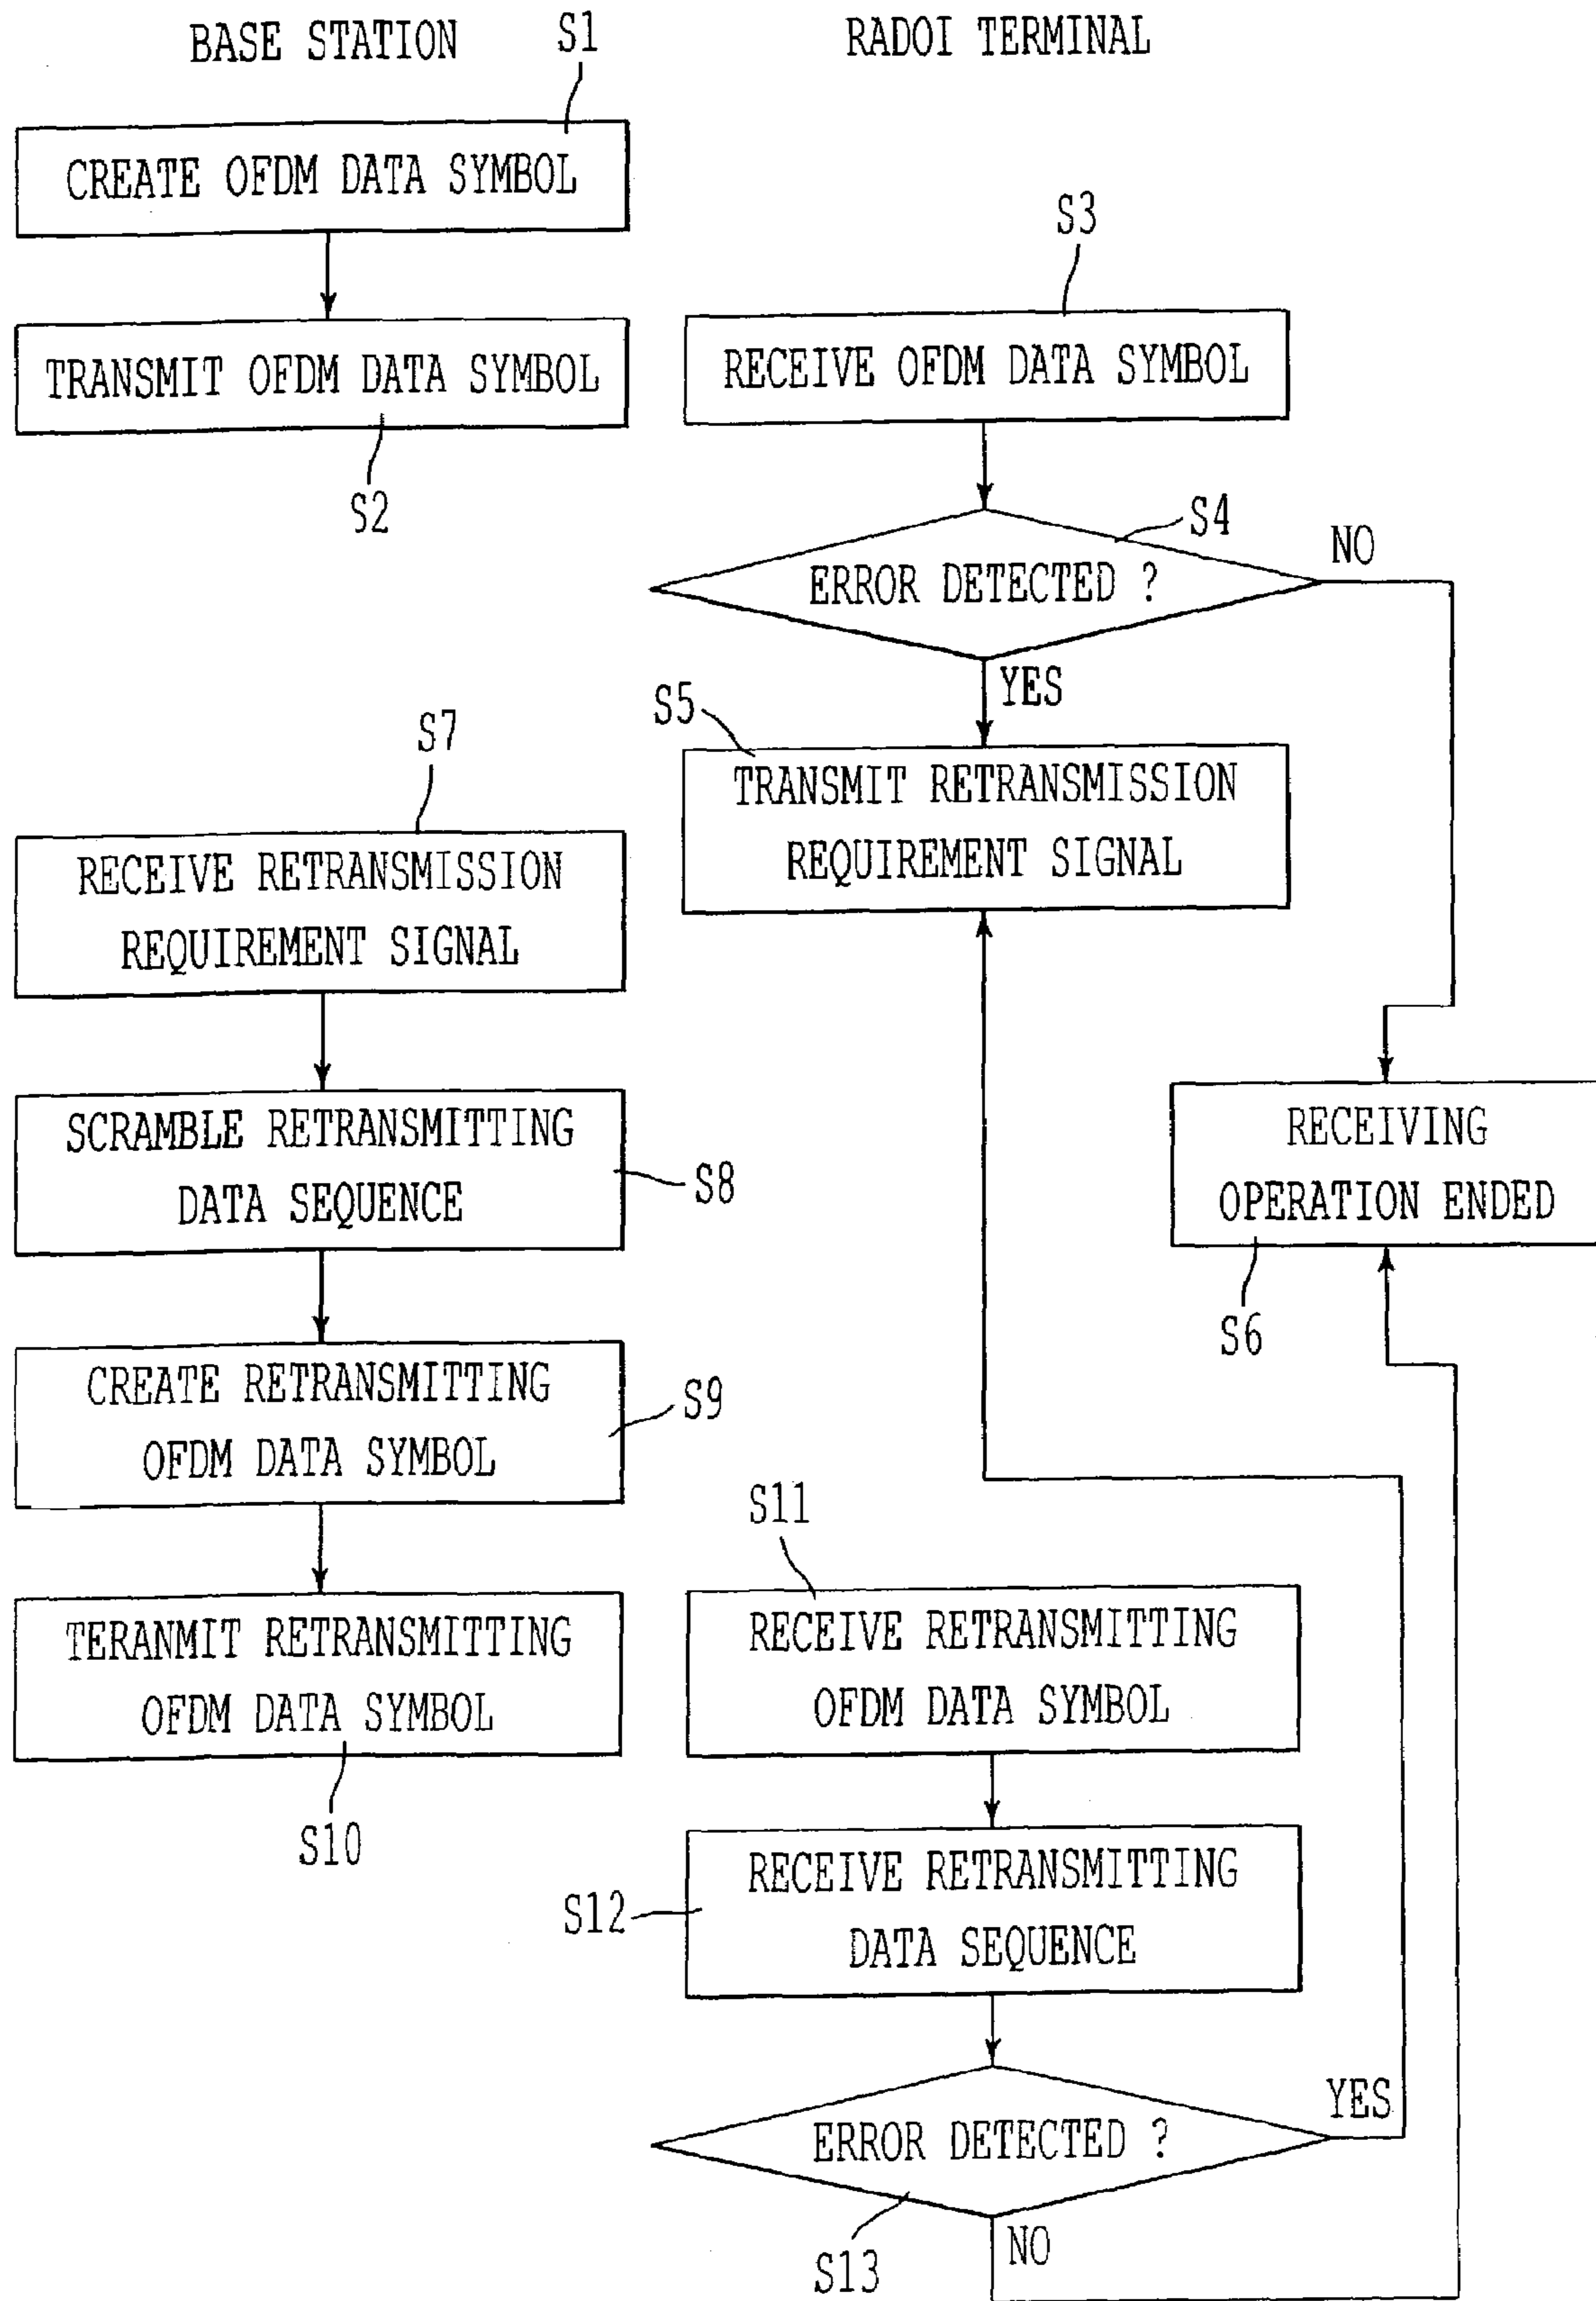 BASE STATION
S1
RADOI TERMINAL
CREATE OFDM DATA SYMBOL
S3
TRANSMIT OFDM DATA SYMBOL
RECEIVE OFDM DATA SYMBOL
S2
S4
NO
ERROR DETECTED ?
YES
S5
S7
TRANSMIT RETRANSMISSION
REQUIREMENT SIGNAL
RECEIVE RETRANSMISSION
REQUIREMENT SIGNAL
SCRAMBLE RETRANSMITTING
DATA SEQUENCE
S8
RECEIVING
OPERATION ENDED
S6
CREATE RETRANSMITTING
OFDM DATA SYMBOL
S9
S11
TERANMIT RETRANSMITTING
OFDM DATA SYMBOL
S10
RECEIVE RETRANSMITTING
OFDM DATA SYMBOL
RECEIVE RETRANSMITTING
DATA SEQUENCE
S12
YES
ERROR DETECTED ?
S13
NO